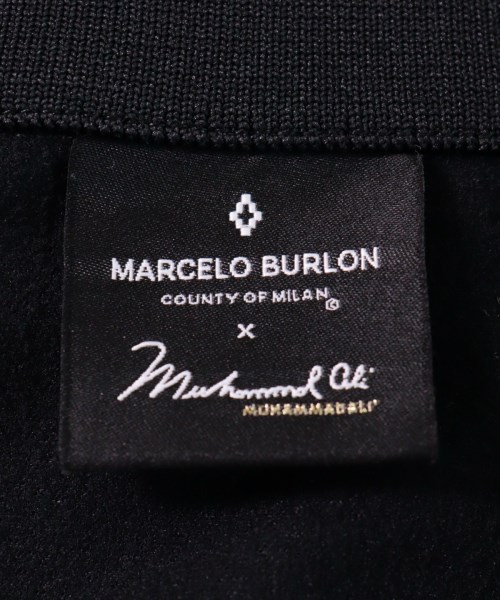 MARCELO BURLON
COUNTY OF MILAN©
x
Muhammad Ali
MUHAMMADALI